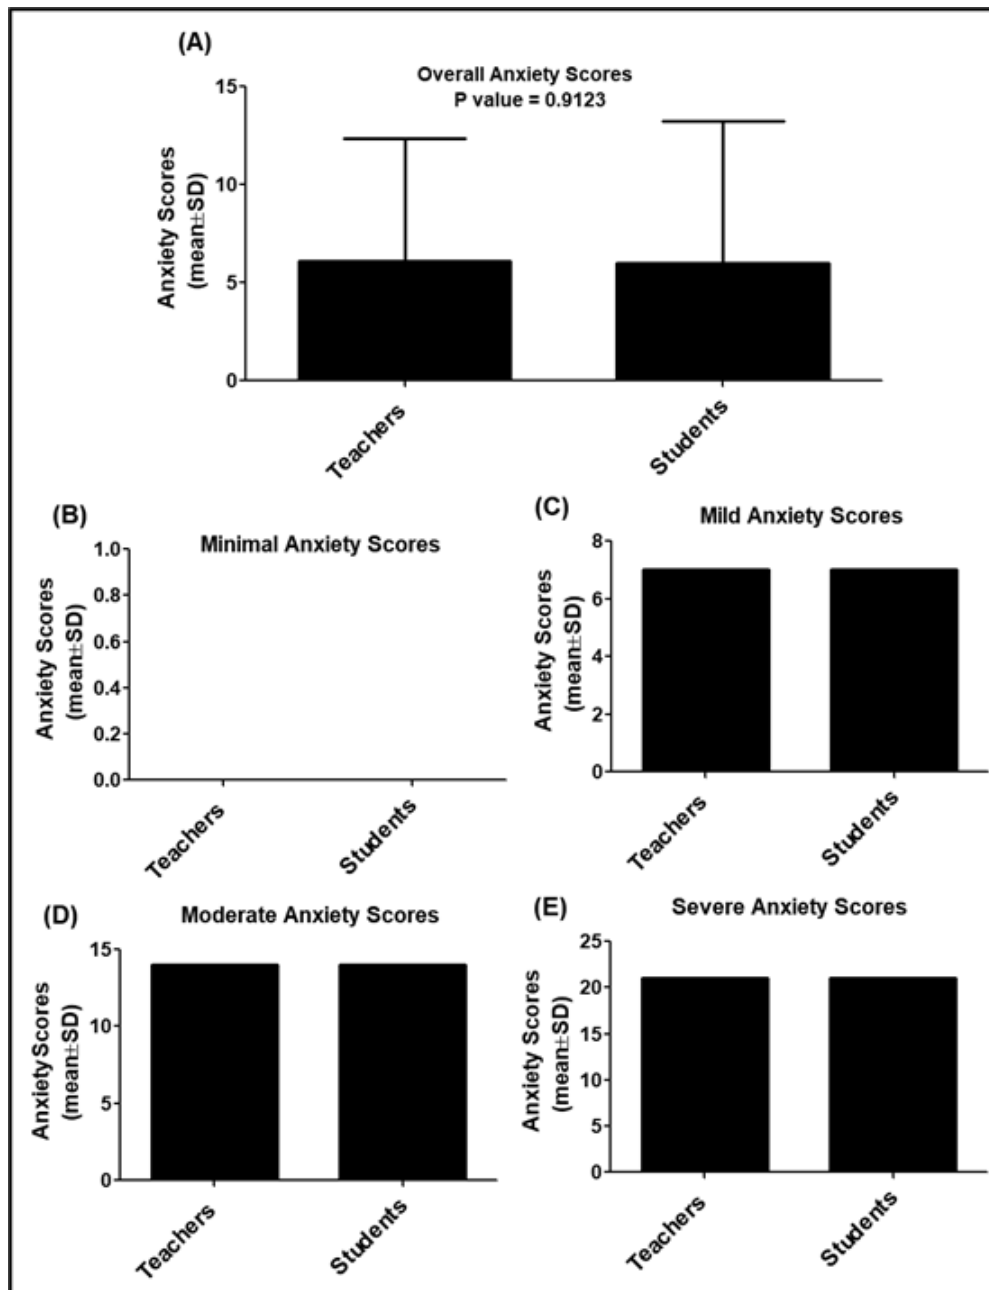 (A)
Overall Anxiety Scores
P value = 0.9123
Anxiety Scores
(mean±SD)
15
10
5
0
Teachers
Students
(B)
Minimal Anxiety Scores
Anxiety Scores
(mean±SD)
1.0
0.8
0.6
0.4
0.2
0.0
Teachers
Students
(C)
Mild Anxiety Scores
Anxiety Scores
(mean±SD)
8
6
4
2
0
Teachers
Students
(D)
Moderate Anxiety Scores
AnxietyScores
(mean±SD)
15
10
5
0
Teachers
Students
(E)
Severe Anxiety Scores
Anxiety Scores
(mean±SD)
25
20
15
10
5
0
Teachers
Students